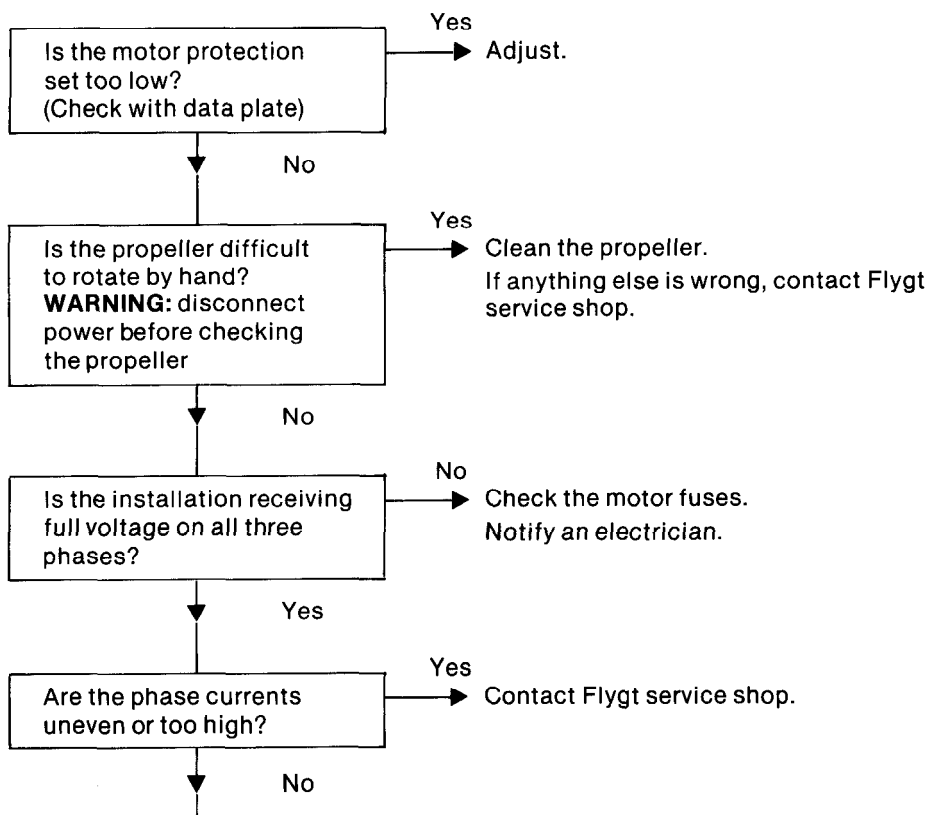 Is the motor protection
set too low?
(Check with data plate)
Yes
Adjust.
No
Is the propeller difficult
to rotate by hand?
WARNING: disconnect
power before checking
the propeller
Yes
Clean the propeller.
If anything else is wrong, contact Flygt
service shop.
No
Is the installation receiving
full voltage on all three
phases?
No
Check the motor fuses.
Notify an electrician.
Yes
Are the phase currents
uneven or too high?
Yes
Contact Flygt service shop.
No